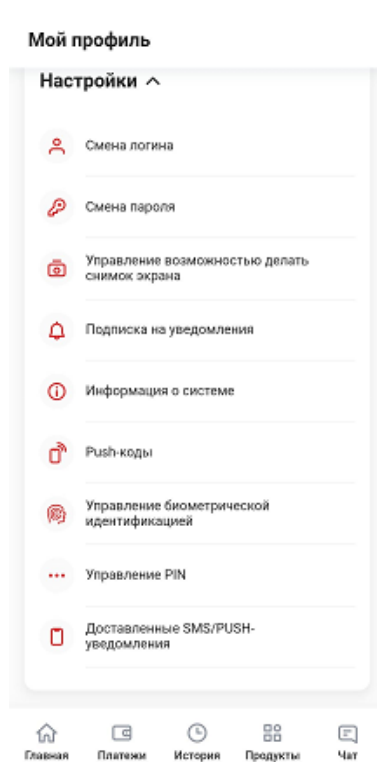 Мой профиль
Настройки
Смена логина
Смена пароля
Управление возможностью делать
снимок экрана
Подписка на уведомления
Информация о системе
Push-коды
Управление биометрической
идентификацией
Управление PIN
Доставленные SMS/PUSH-
уведомления
Главная Платежи История Продукты Чат